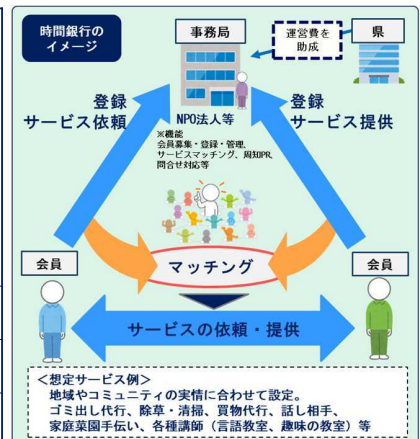 時間銀行の
イメージ
事務局
運営費を
助成
県
登録
サービス依頼
登録
サービス提供
NPO法人等
※機能
会員募集・登録・管理、
サービスマッチング、周知PR、
問合せ対応等
会員
マッチング
会員
サービスの依頼・提供
＜想定サービス例＞
地域やコミュニティの実情に合わせて設定。
ゴミ出し代行、除草・清掃、買物代行、話し相手、
家庭菜園手伝い、各種講師（言語教室、趣味の教室）等